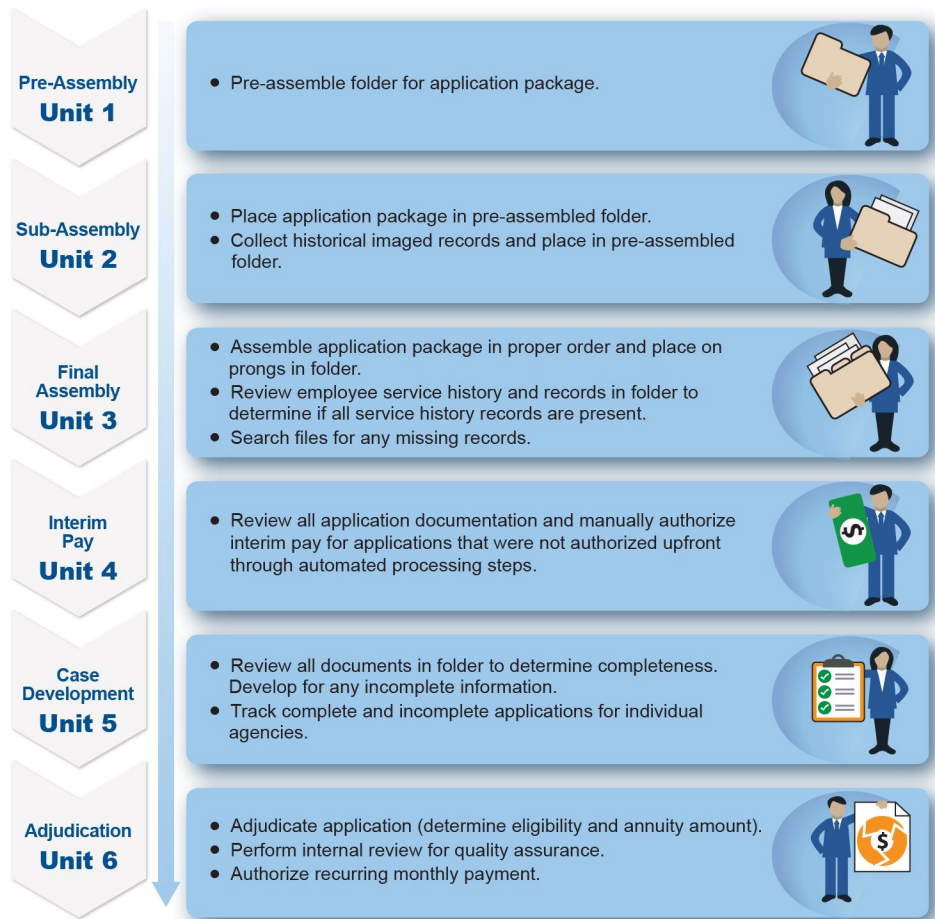 Pre-Assembly
Unit 1
• Pre-assemble folder for application package.
Sub-Assembly
Unit 2
• Place application package in pre-assembled folder.
• Collect historical imaged records and place in pre-assembled
folder.
Final
Assembly
Unit 3
• Assemble application package in proper order and place on
prongs in folder.
• Review employee service history and records in folder to
determine if all service history records are present.
• Search files for any missing records.
Interim
Pay
Unit 4
• Review all application documentation and manually authorize
interim pay for applications that were not authorized upfront
through automated processing steps.
$
Case
Development
Unit 5
• Review all documents in folder to determine completeness.
Develop for any incomplete information.
• Track complete and incomplete applications for individual
agencies.
Adjudication
Unit 6
• Adjudicate application (determine eligibility and annuity amount).
• Perform internal review for quality assurance.
• Authorize recurring monthly payment.
$